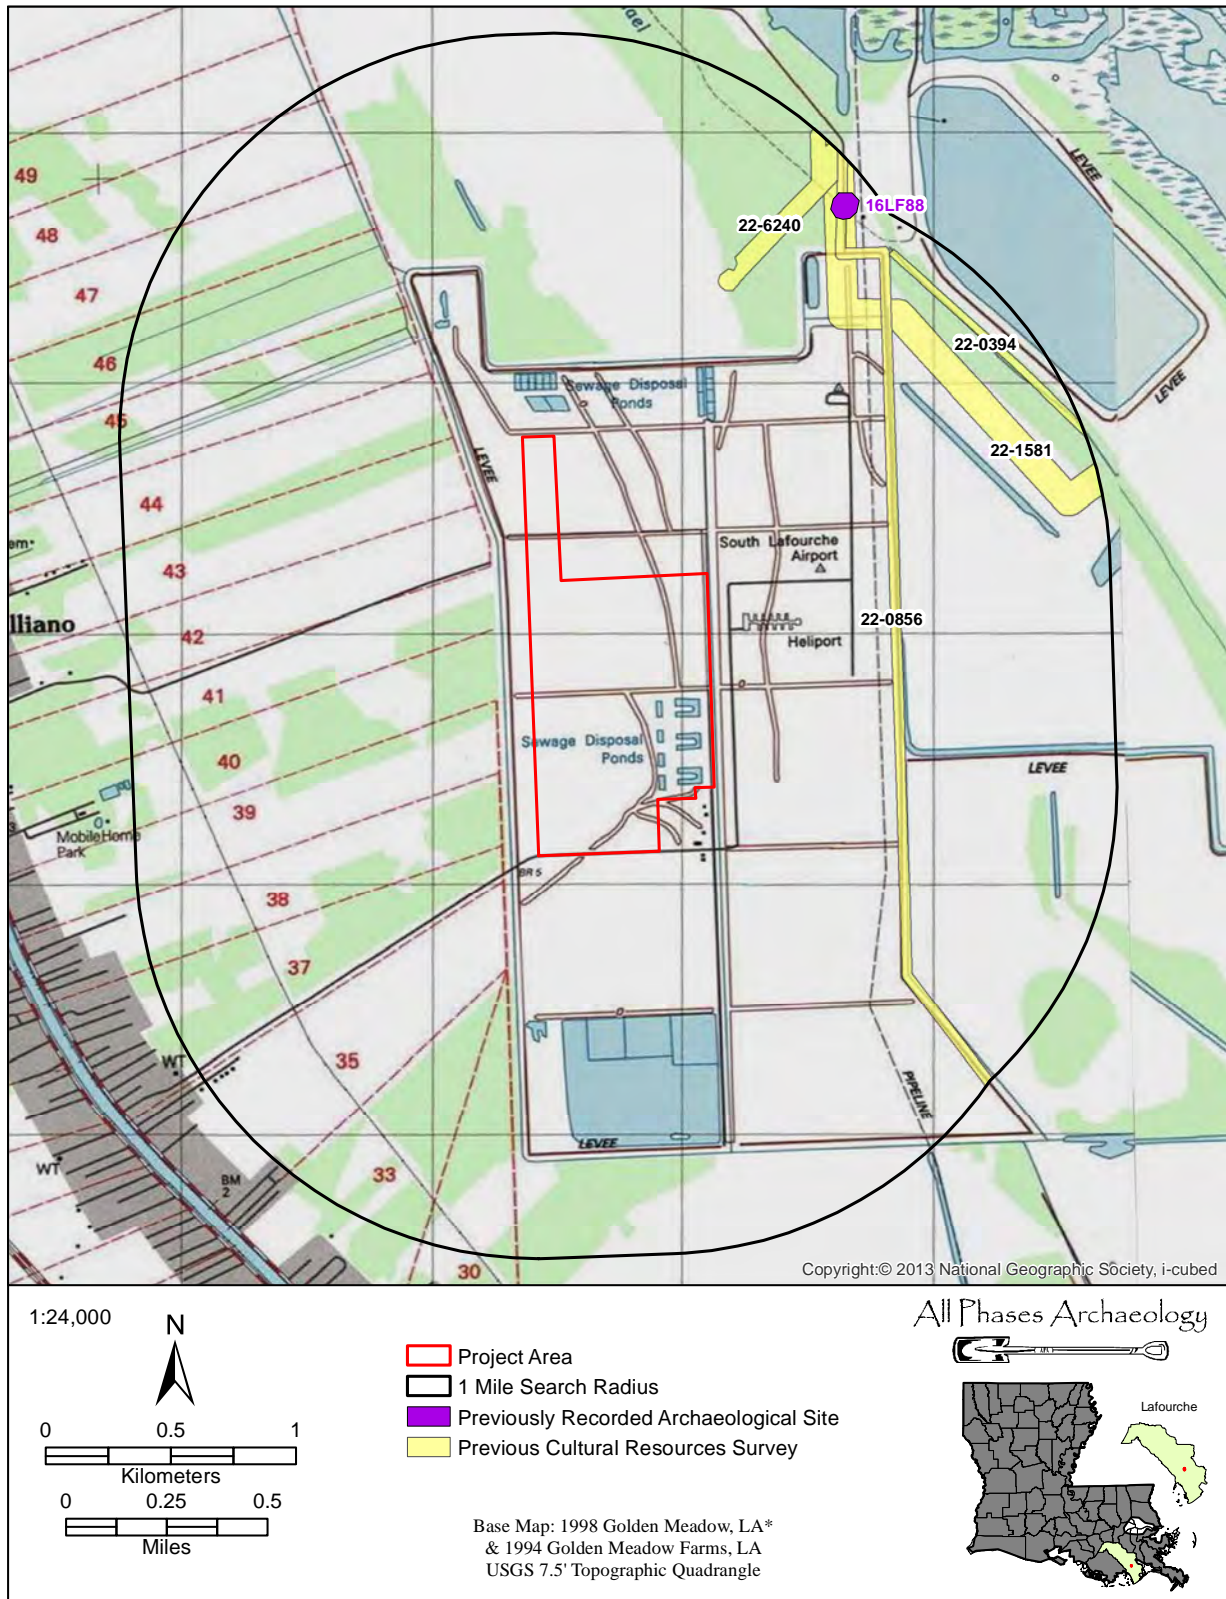 ael
49
48
47
46
45
44
43
42
41
40
39
38
37
35
33
30
22-6240
16LF88
22-0394
22-1581
22-0856
LEVEE
LEVEE
LEVEE
LEVEE
LEVEE
Sewage Disposal
Ponds
South Lafourche
Airport
Heliport
Sewage Disposal
Ponds
em
lliano
Mobile Home
Park
BR 5
WT
WT
BM
2
PIPELINE
Copyright:© 2013 National Geographic Society, i-cubed
1:24,000
N
0 0.5 1
Kilometers
0 0.25 0.5
Miles
Project Area
1 Mile Search Radius
Previously Recorded Archaeological Site
Previous Cultural Resources Survey
Base Map: 1998 Golden Meadow, LA*
& 1994 Golden Meadow Farms, LA
USGS 7.5' Topographic Quadrangle
All Phases Archaeology
Lafourche